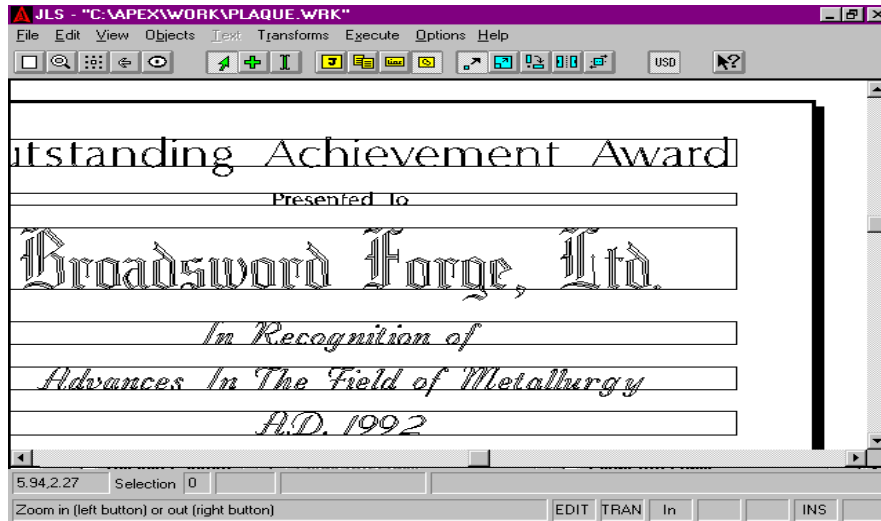 JLS - "C:\APEX\WORK\PLAQUE.WRK"
File Edit View Objects Text Transforms Execute Options Help
USD
utstanding Achievement Award
Presented To
Broadsword Forge, Ltd.
In Recognition of
Advances In The Field of Metallurgy
A.D. 1992
5.94,2.27 Selection 0
Zoom in (left button) or out (right button) EDIT TRAN In INS